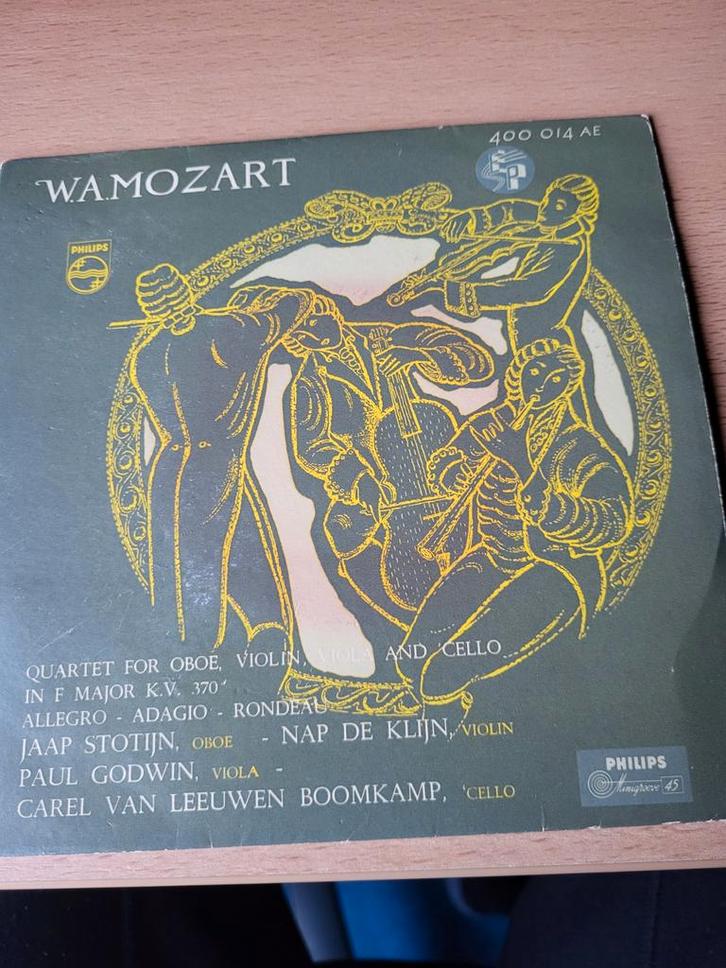 400 014 AE
W.A.MOZART
PHILIPS
QUARTET FOR OBOE, VIOLIN, VIOLA AND 'CELLO
IN F MAJOR K.V. 370
ALLEGRO - ADAGIO - RONDEAU
JAAP STOTIJN, OBOE - NAP DE KLIJN, VIOLIN
PAUL GODWIN, VIOLA -
CAREL VAN LEEUWEN BOOMKAMP, 'CELLO
PHILIPS
Minigroove 45